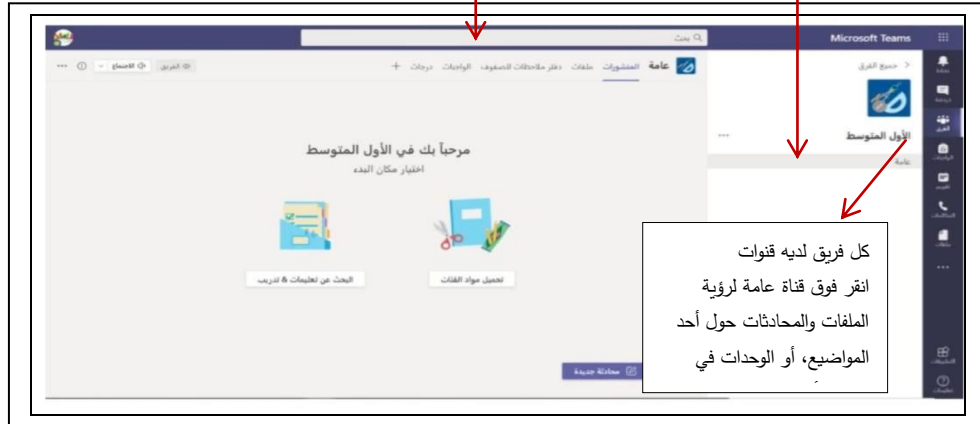 Microsoft Teams
بحث
جميع الفرق
الأول المتوسط
عامة
عامة المنشورات ملفات دفتر ملاحظات للصفوف الواجبات درجات +
الفريق
الاجتماع
مرحباً بك في الأول المتوسط
اختيار مكان البدء
تحميل مواد الفئات
البحث عن تعليمات & تدريب
محادثة جديدة
كل فريق لديه قنوات
انقر فوق قناة عامة لرؤية
الملفات والمحادثات حول أحد
المواضيع، أو الوحدات في
الفرق
الواجبات